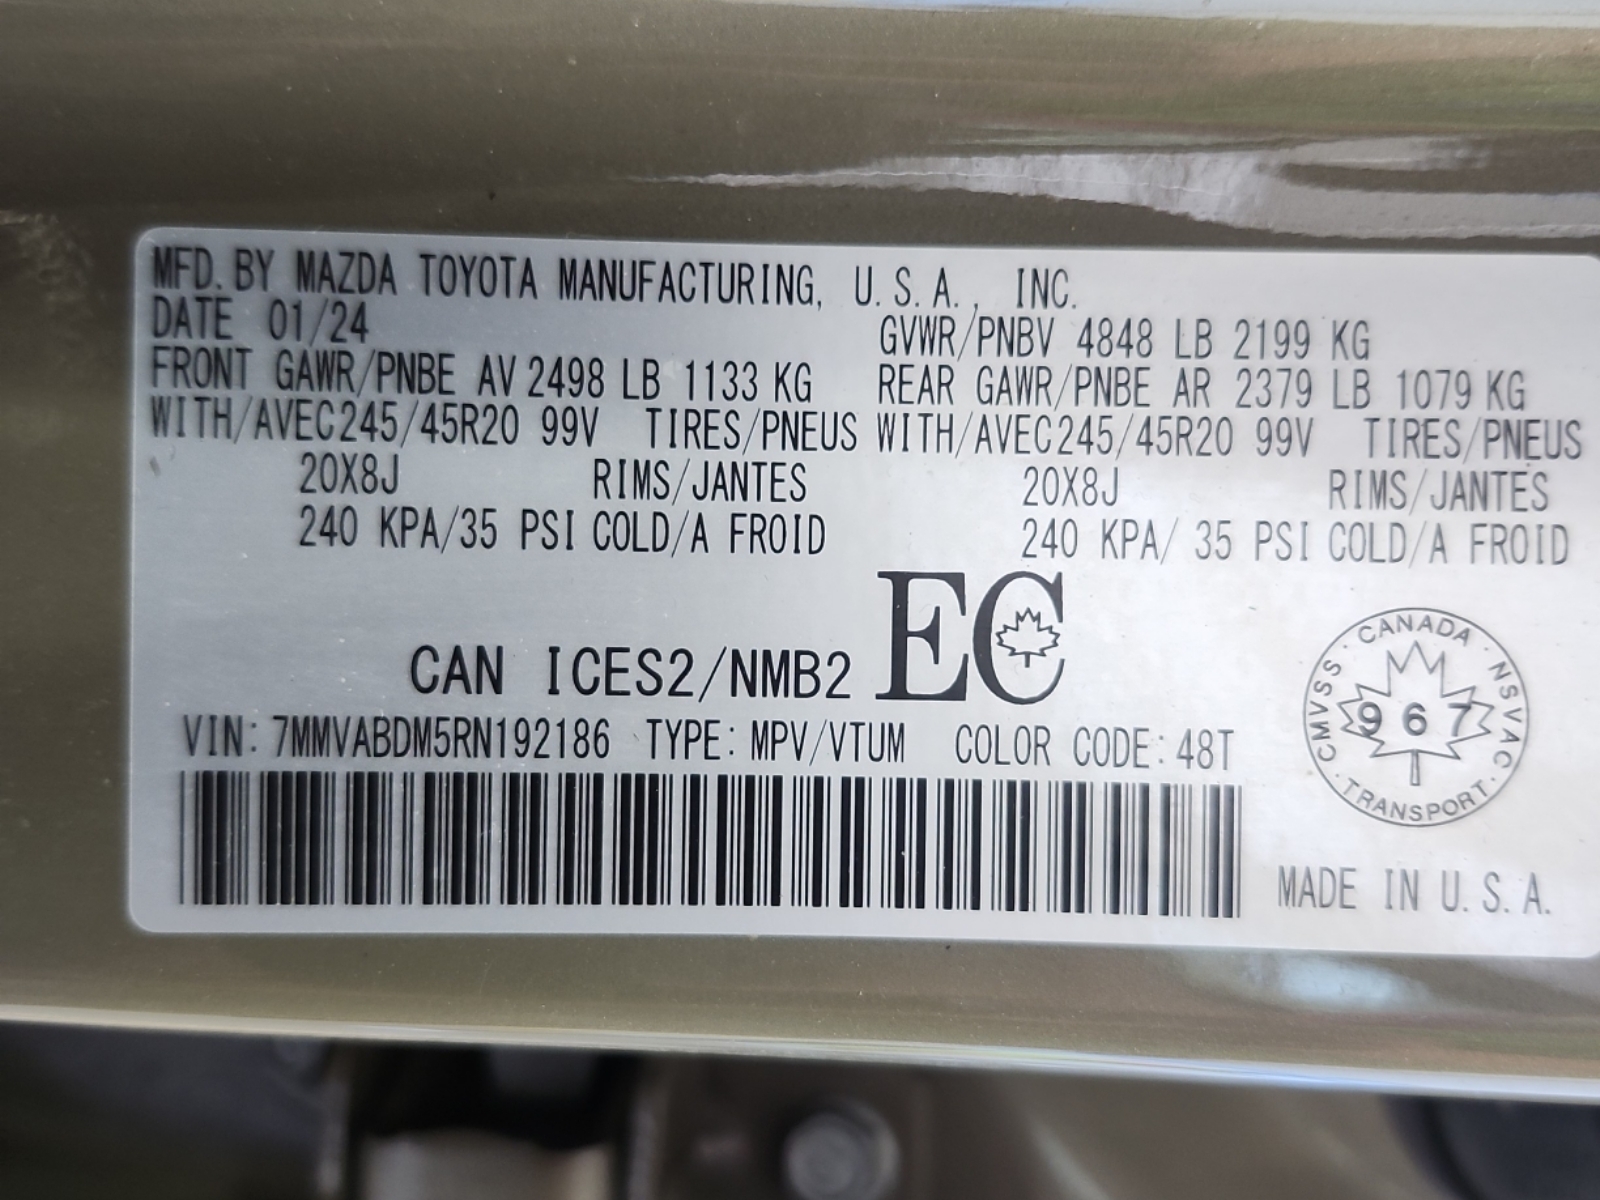 MFD. BY MAZDA TOYOTA MANUFACTURING, U.S.A., INC.
DATE 01/24
GVWR/PNBV 4848 LB 2199 KG
FRONT GAWR/PNBE AV 2498 LB 1133 KG
REAR GAWR/PNBE AR 2379 LB 1079 KG
WITH/AVEC 245/45R20 99V TIRES/PNEUS
WITH/AVEC 245/45R20 99V TIRES/PNEUS
20X8J RIMS/JANTES
20X8J RIMS/JANTES
240 KPA/35 PSI COLD/A FROID
240 KPA/ 35 PSI COLD/A FROID
CAN ICES2/NMB2 EC
VIN: 7MMVABDM5RN192186 TYPE: MPV/VTUM COLOR CODE: 48T
CANADA · NSVAC · TRANSPORT · CMVSS ·
967
MADE IN U.S.A.